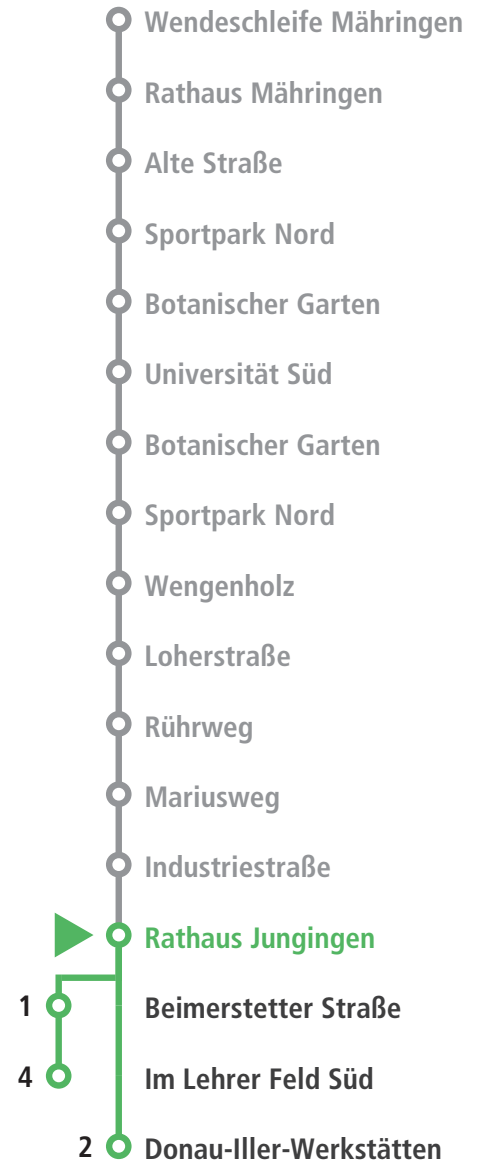 Wendeschleife Mähringen
Rathaus Mähringen
Alte Straße
Sportpark Nord
Botanischer Garten
Universität Süd
Botanischer Garten
Sportpark Nord
Wengenholz
Loherstraße
Rührweg
Mariusweg
Industriestraße
Rathaus Jungingen
1 Beimerstetter Straße
4 Im Lehrer Feld Süd
2 Donau-Iller-Werkstätten